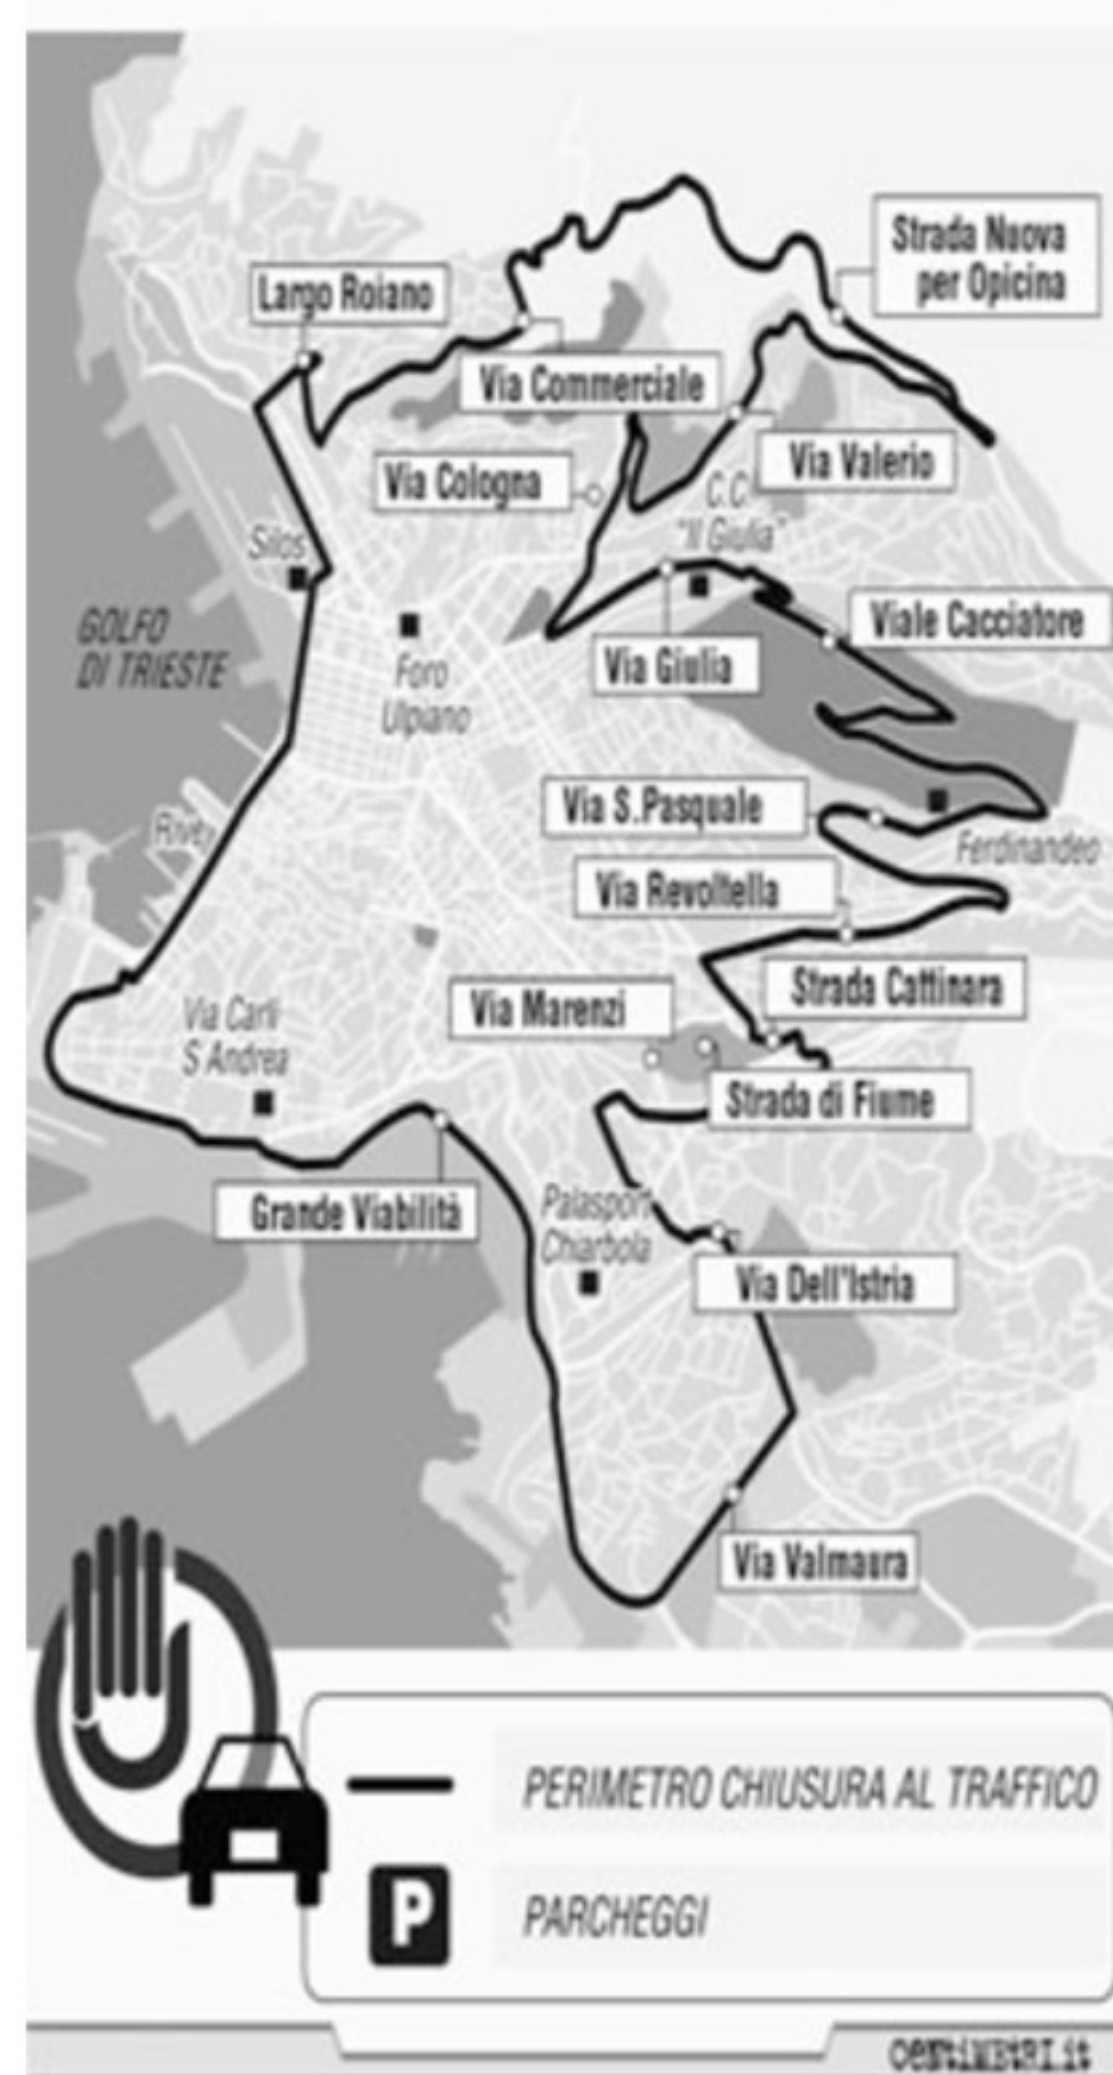 Strada Nuova
per Opicina
Largo Roiano
Via Commerciale
Via Valerio
Via Cologna
C.C.
"Il Giulia"
Silos
GOLFO
DI TRIESTE
Foro
Ulpiano
Via Giulia
Viale Cacciatore
Via S.Pasquale
Rive
Ferdinandeo
Via Revoltella
Strada Cattinara
Via Marenzi
Via Carli
S Andrea
Strada di Fiume
Grande Viabilità
Palasport
Chiarbola
Via Dell'Istria
Via Valmaura
PERIMETRO CHIUSURA AL TRAFFICO
P
PARCHEGGI
CENTIMETRI.it